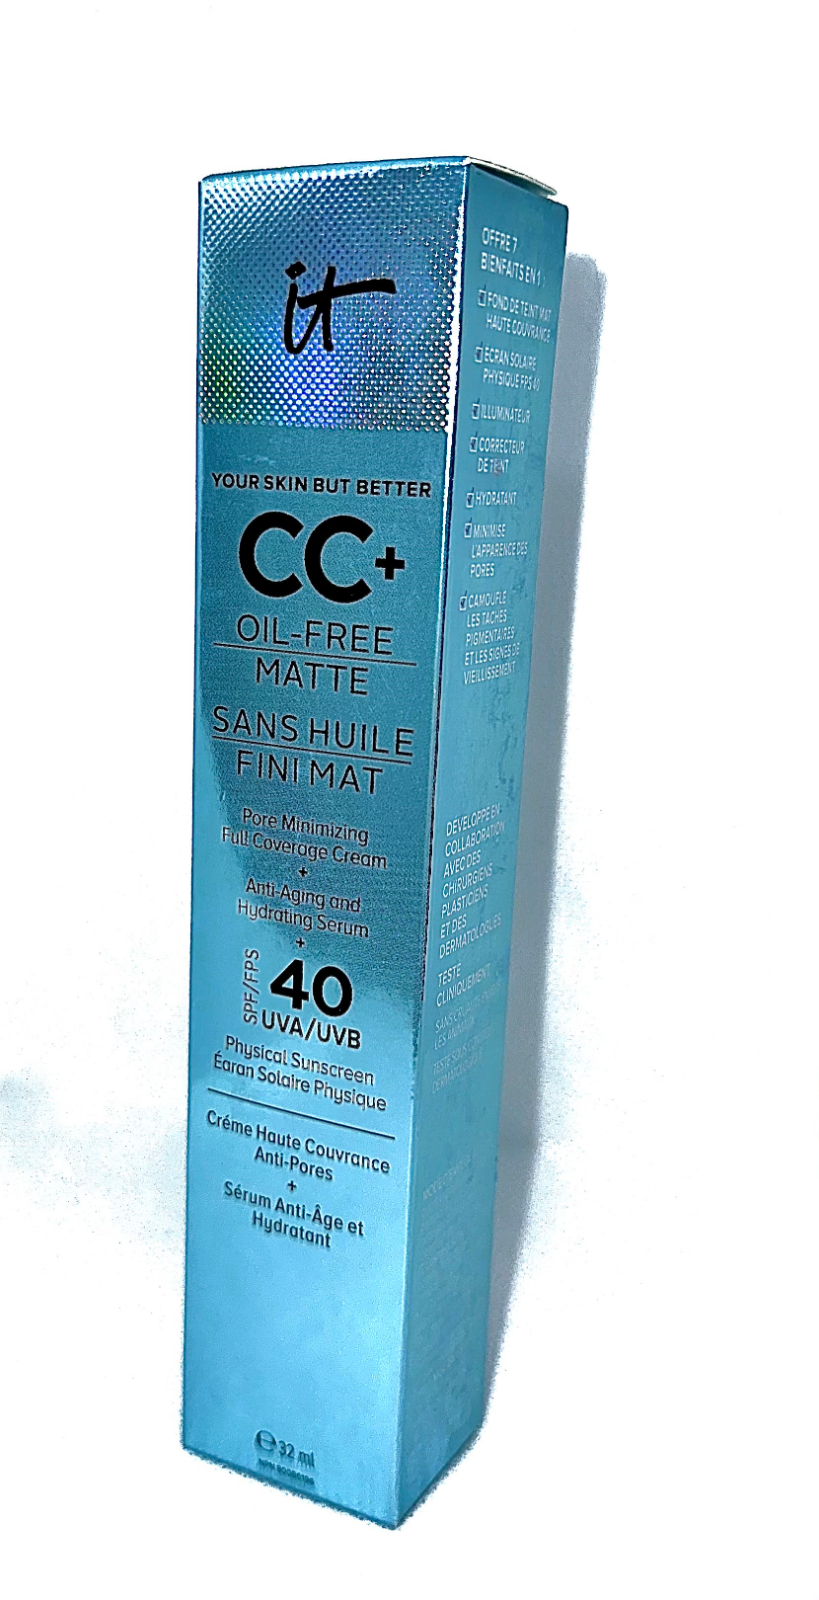 it
YOUR SKIN BUT BETTER
CC+
OIL-FREE
MATTE
SANS HUILE
FINI MAT
Pore Minimizing
Full Coverage Cream
+
Anti-Aging and
Hydrating Serum
+
SPF/FPS
40
UVA/UVB
Physical Sunscreen
Éaran Solaire Physique
Créme Haute Couvrance
Anti-Pores
+
Sérum Anti-Âge et
Hydratant
℮ 32 ml
OFFRE 7
BIENFAITS EN 1
FOND DE TEINT MAT
HAUTE COUVRANCE
ECRAN SOLAIRE
PHYSIQUE FPS 40
ILLUMINATEUR
CORRECTEUR
DE TEINT
HYDRATANT
MINIMISE
L'APPARENCE DES
PORES
CAMOUFLE
LES TACHES
PIGMENTAIRES
ET LES SIGNES DE
VIEILLISSEMENT
DEVELOPPE EN
COLLABORATION
AVEC DES
CHIRURGIENS
PLASTICIENS
ET DES
DERMATOLOGUES
TESTE
CLINIQUEMENT